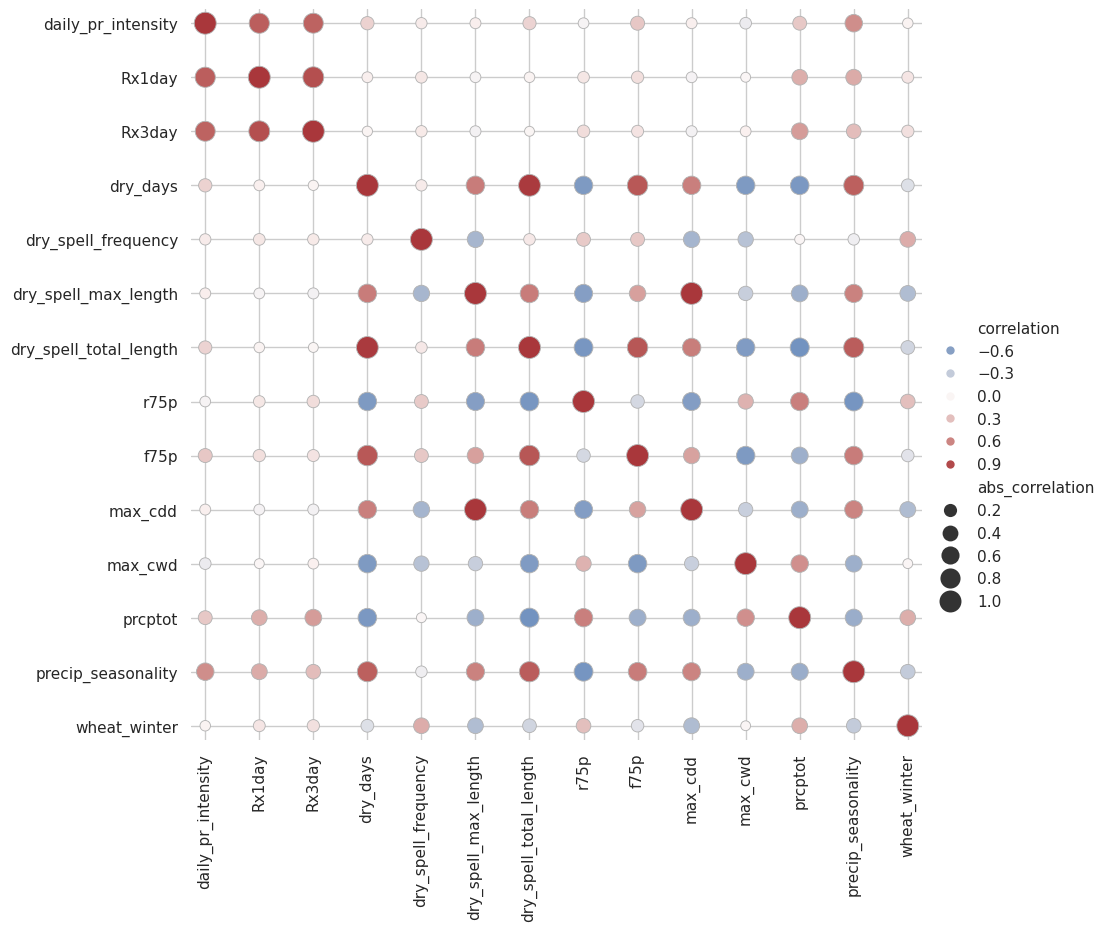 daily_pr_intensity
Rx1day
Rx3day
dry_days
dry_spell_frequency
dry_spell_max_length
dry_spell_total_length
r75p
f75p
max_cdd
max_cwd
prcptot
precip_seasonality
wheat_winter
daily_pr_intensity
Rx1day
Rx3day
dry_days
dry_spell_frequency
dry_spell_max_length
dry_spell_total_length
r75p
f75p
max_cdd
max_cwd
prcptot
precip_seasonality
wheat_winter
correlation
−0.6
−0.3
0.0
0.3
0.6
0.9
abs_correlation
0.2
0.4
0.6
0.8
1.0